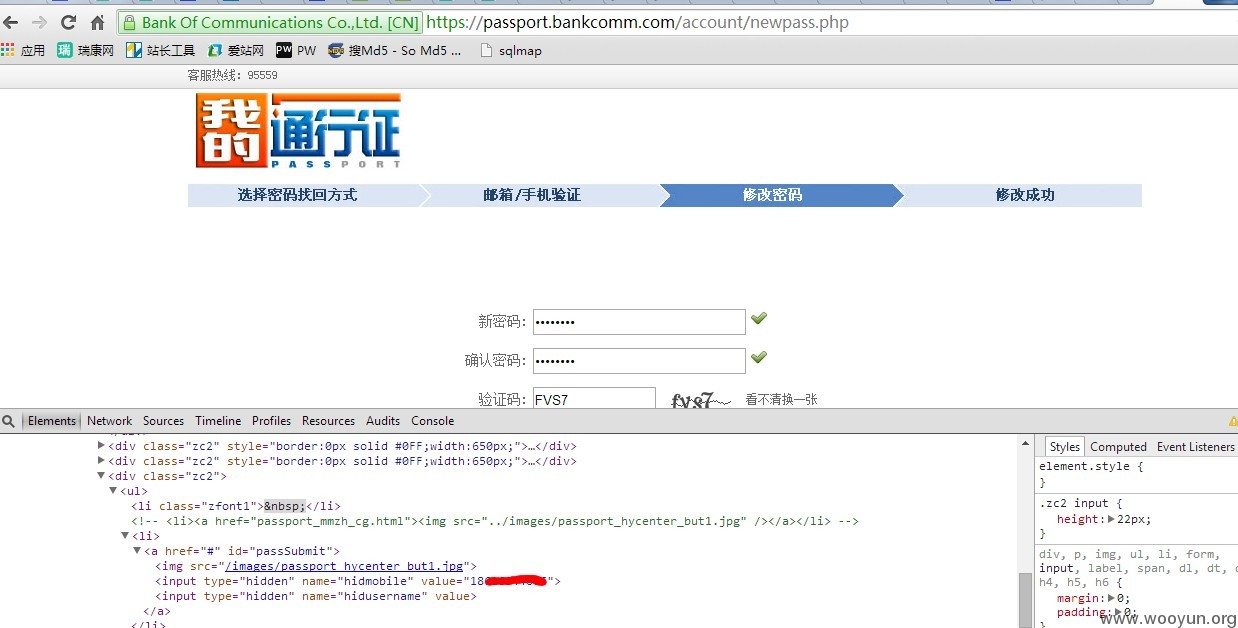 Bank Of Communications Co.,Ltd. [CN] https://passport.bankcomm.com/account/newpass.php
应用 瑞 瑞康网 站长工具 爱站网 PW PW 搜Md5 - So Md5 ... sqlmap
客服热线：95559
我的通行证
PASSPORT
选择密码找回方式 邮箱/手机验证 修改密码 修改成功
新密码：
确认密码：
验证码： FVS7 fvs7 看不清换一张
Elements Network Sources Timeline Profiles Resources Audits Console
<div class="zc2" style="border:0px solid #0FF;width:650px;">…</div>
<div class="zc2" style="border:0px solid #0FF;width:650px;">…</div>
<div class="zc2">
<ul>
<li class="zfont1">&nbsp;</li>
<!-- <li><a href="passport_mmzh_cg.html"><img src="../images/passport_hycenter_but1.jpg" /></a></li> -->
<li>
<a href="#" id="passSubmit">
<img src="/images/passport_hycenter_but1.jpg">
<input type="hidden" name="hidmobile" value="18
">
<input type="hidden" name="hidusername" value>
</a>
</li>
Styles Computed Event Listeners
element.style {
}
.zc2 input {
height: 22px;
}
div, p, img, ul, li, form,
input, label, span, dl, dt,
h4, h5, h6 {
margin: 0;
padding: 0;
}
www.wooyun.org